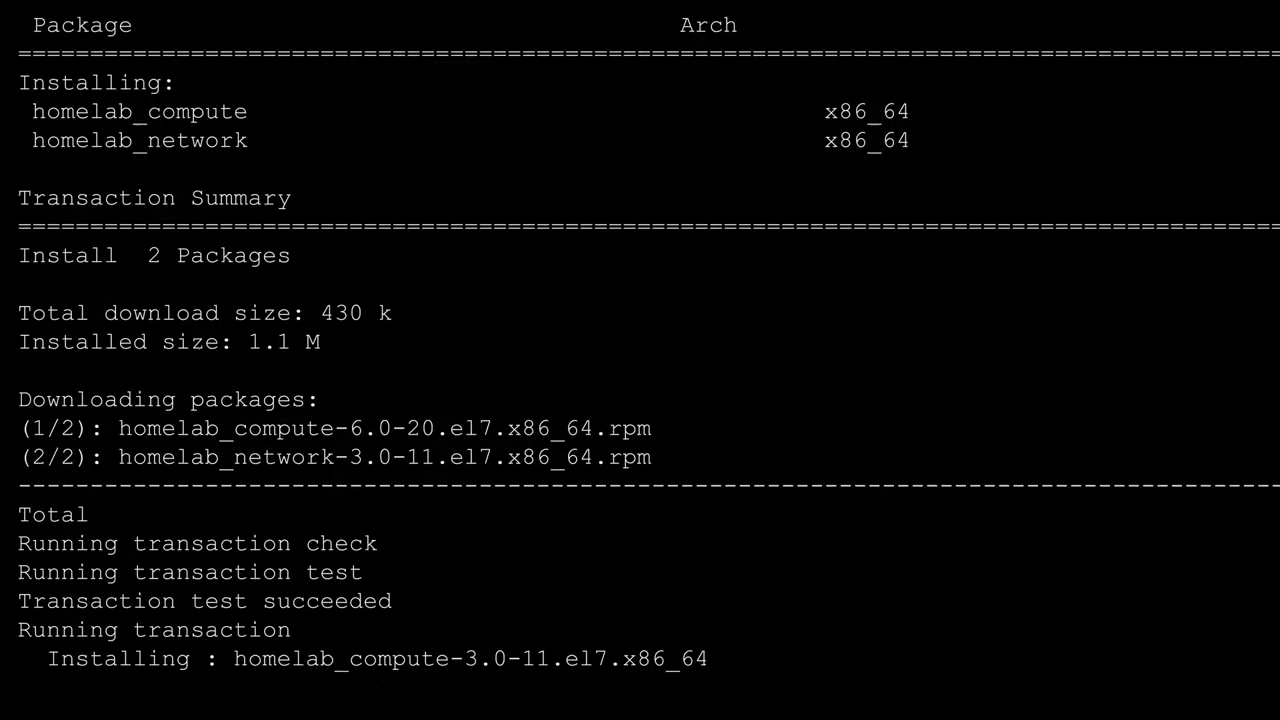 Package Arch
================================================================================
Installing:
homelab_compute x86_64
homelab_network x86_64
Transaction Summary
================================================================================
Install  2 Packages
Total download size: 430 k
Installed size: 1.1 M
Downloading packages:
(1/2): homelab_compute-6.0-20.el7.x86_64.rpm
(2/2): homelab_network-3.0-11.el7.x86_64.rpm
--------------------------------------------------------------------------------
Total
Running transaction check
Running transaction test
Transaction test succeeded
Running transaction
Installing : homelab_compute-3.0-11.el7.x86_64